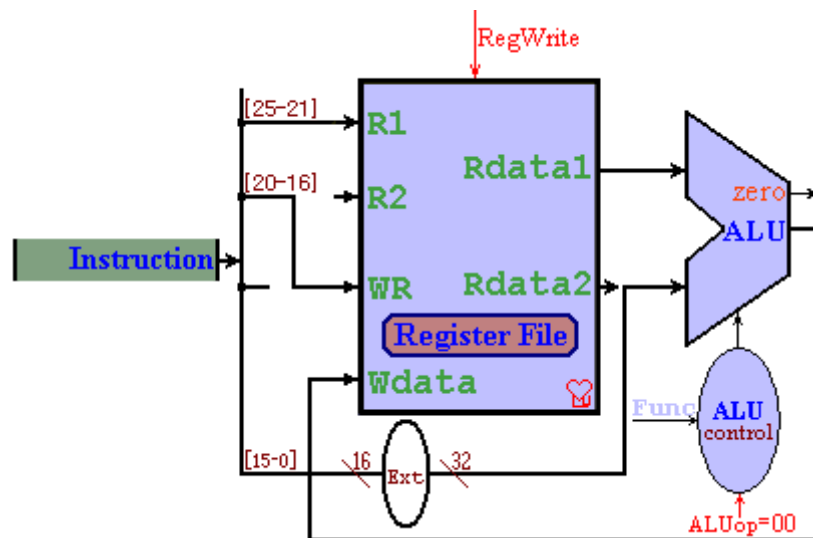 RegWrite
[25-21]
R1
Rdata1
[20-16]
R2
zero
ALU
Instruction
WR
Rdata2
Register File
Wdata
Func
ALU
control
[15-0]
16
Ext
32
ALUop=00